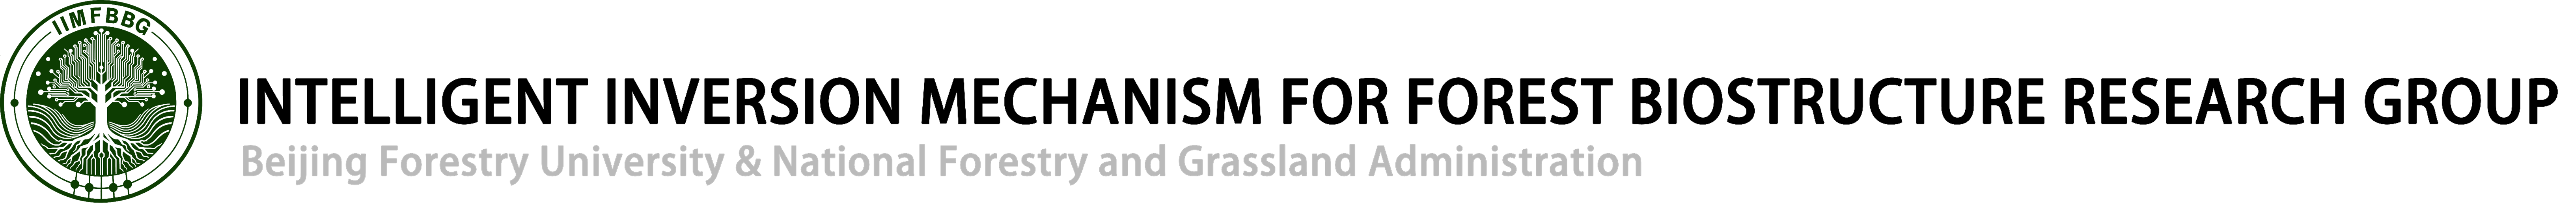 IIMFBBG
INTELLIGENT INVERSION MECHANISM FOR FOREST BIOSTRUCTURE RESEARCH GROUP
Beijing Forestry University & National Forestry and Grassland Administration